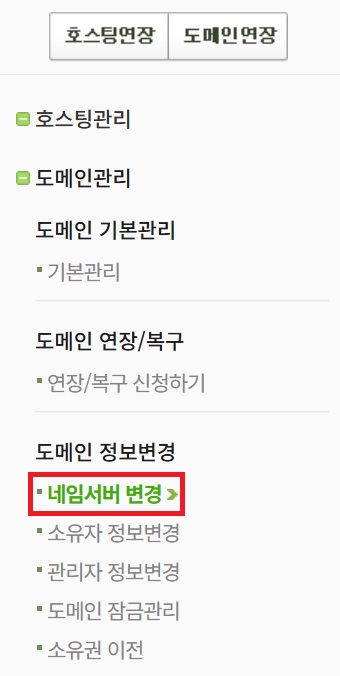 호스팅연장 도메인연장
호스팅관리
도메인관리
도메인 기본관리
기본관리
도메인 연장/복구
연장/복구 신청하기
도메인 정보변경
네임서버 변경
소유자 정보변경
관리자 정보변경
도메인 잠금관리
소유권 이전